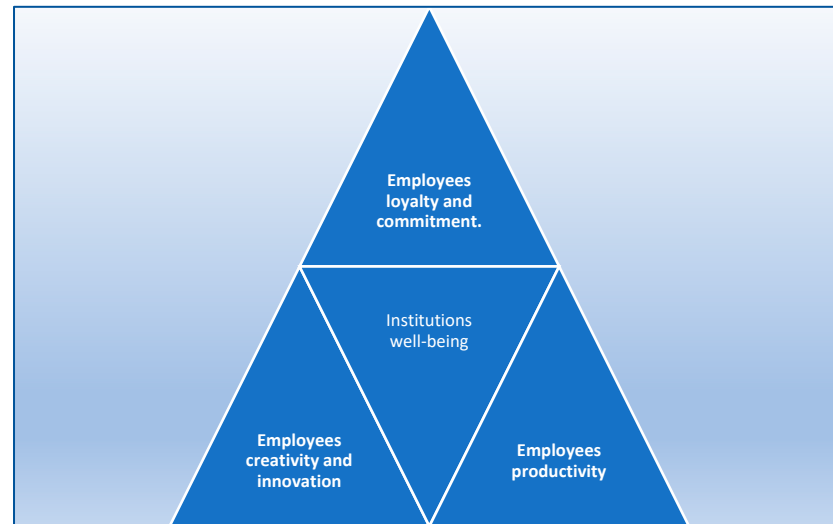 Employees
loyalty and
commitment.
Institutions
well-being
Employees
creativity and
innovation
Employees
productivity